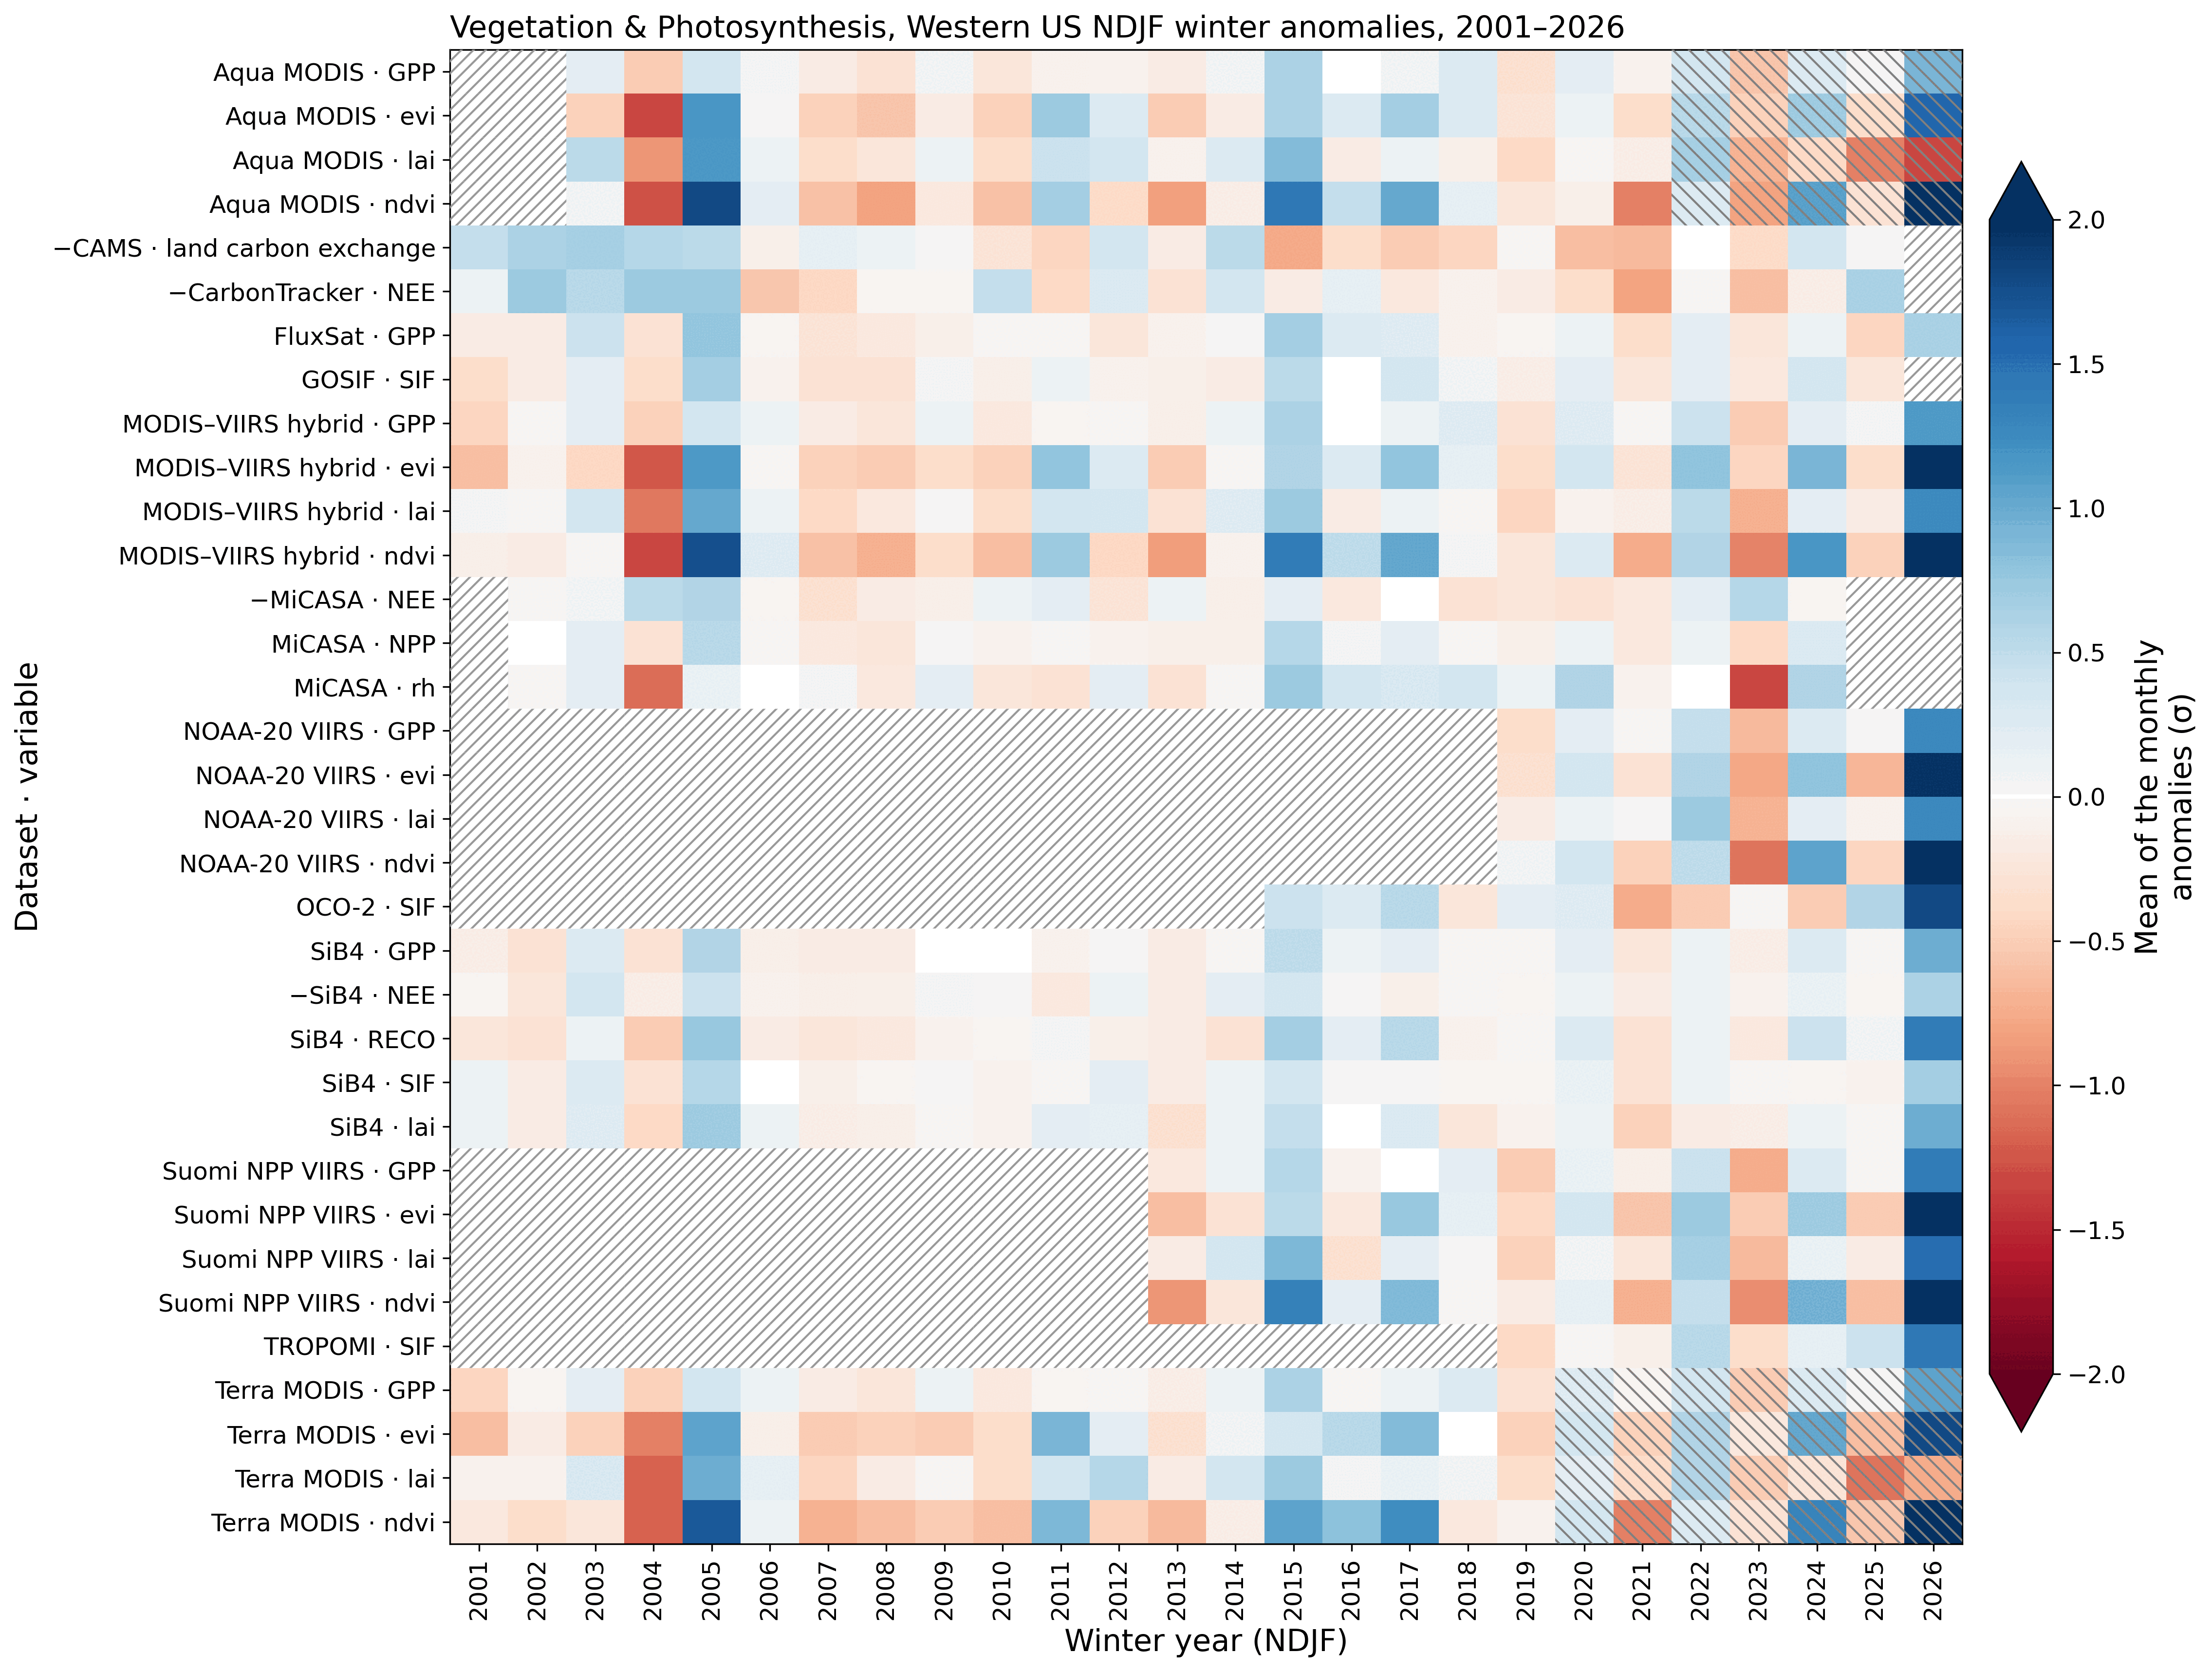 Vegetation & Photosynthesis, Western US NDJF winter anomalies, 2001–2026
Dataset · variable
Aqua MODIS · GPP
Aqua MODIS · evi
Aqua MODIS · lai
Aqua MODIS · ndvi
−CAMS · land carbon exchange
−CarbonTracker · NEE
FluxSat · GPP
GOSIF · SIF
MODIS–VIIRS hybrid · GPP
MODIS–VIIRS hybrid · evi
MODIS–VIIRS hybrid · lai
MODIS–VIIRS hybrid · ndvi
−MiCASA · NEE
MiCASA · NPP
MiCASA · rh
NOAA-20 VIIRS · GPP
NOAA-20 VIIRS · evi
NOAA-20 VIIRS · lai
NOAA-20 VIIRS · ndvi
OCO-2 · SIF
SiB4 · GPP
−SiB4 · NEE
SiB4 · RECO
SiB4 · SIF
SiB4 · lai
Suomi NPP VIIRS · GPP
Suomi NPP VIIRS · evi
Suomi NPP VIIRS · lai
Suomi NPP VIIRS · ndvi
TROPOMI · SIF
Terra MODIS · GPP
Terra MODIS · evi
Terra MODIS · lai
Terra MODIS · ndvi
2001
2002
2003
2004
2005
2006
2007
2008
2009
2010
2011
2012
2013
2014
2015
2016
2017
2018
2019
2020
2021
2022
2023
2024
2025
2026
Winter year (NDJF)
2.0
1.5
1.0
0.5
0.0
−0.5
−1.0
−1.5
−2.0
Mean of the monthly
anomalies (σ)